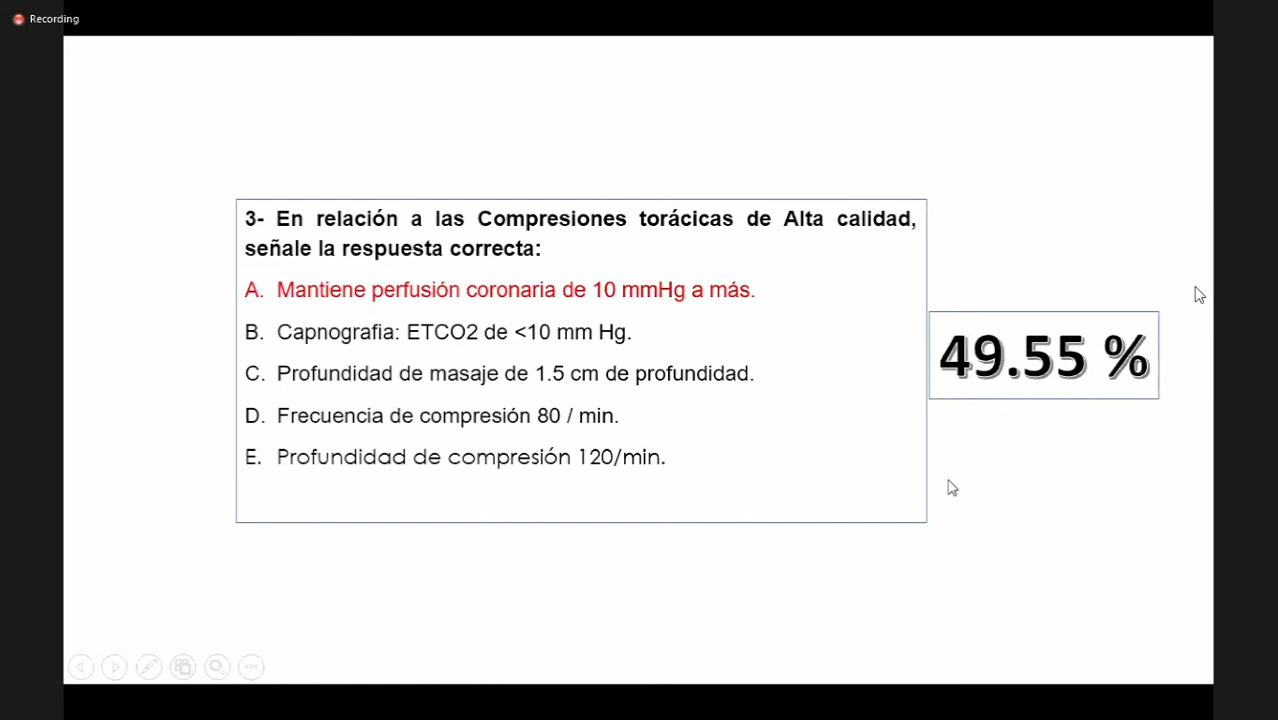 Recording
3- En relación a las Compresiones torácicas de Alta calidad,
señale la respuesta correcta:
A. Mantiene perfusión coronaria de 10 mmHg a más.
B. Capnografia: ETCO2 de <10 mm Hg.
C. Profundidad de masaje de 1.5 cm de profundidad.
D. Frecuencia de compresión 80 / min.
E. Profundidad de compresión 120/min.
49.55 %